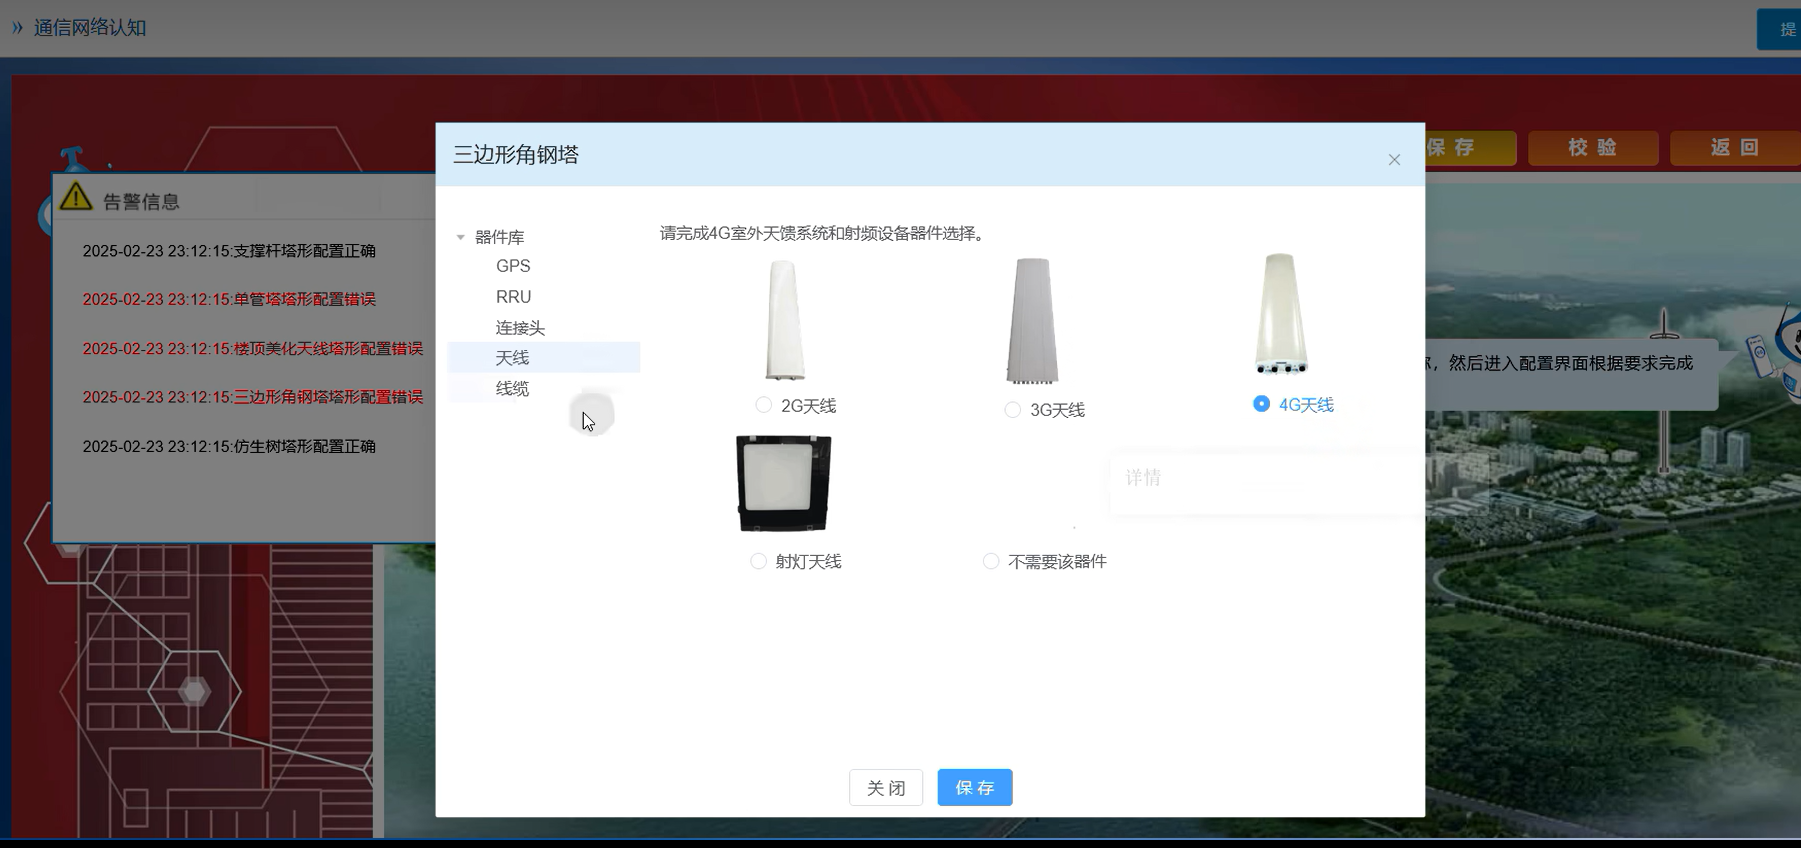 » 通信网络认知
提
保存
校验
返回
告警信息
2025-02-23 23:12:15:支撑杆塔形配置正确
2025-02-23 23:12:15:单管塔塔形配置错误
2025-02-23 23:12:15:楼顶美化天线塔形配置错误
2025-02-23 23:12:15:三边形角钢塔塔形配置错误
2025-02-23 23:12:15:仿生树塔形配置正确
三边形角钢塔
器件库
GPS
RRU
连接头
天线
线缆
请完成4G室外天馈系统和射频设备器件选择。
2G天线
3G天线
4G天线
射灯天线
不需要该器件
详情
，然后进入配置界面根据要求完成
关闭
保存